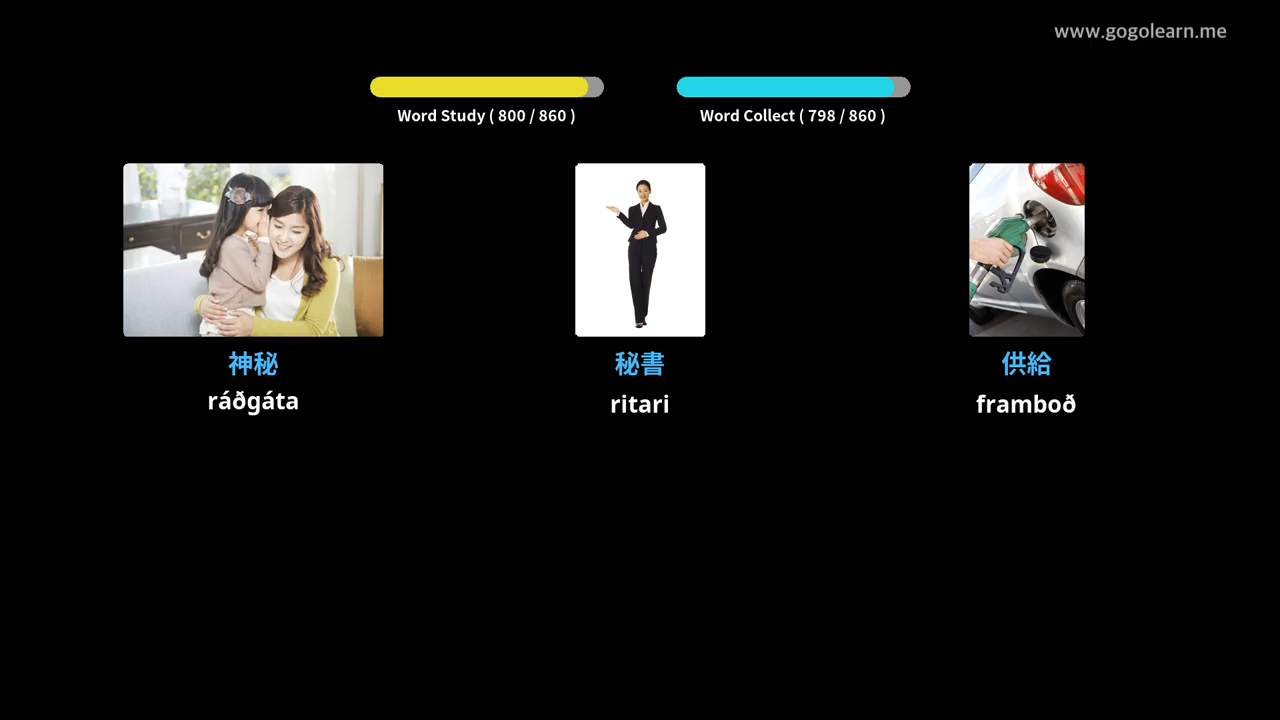 www.gogolearn.me
Word Study ( 800 / 860 )
Word Collect ( 798 / 860 )
神秘
ráðgáta
秘書
ritari
供給
framboð